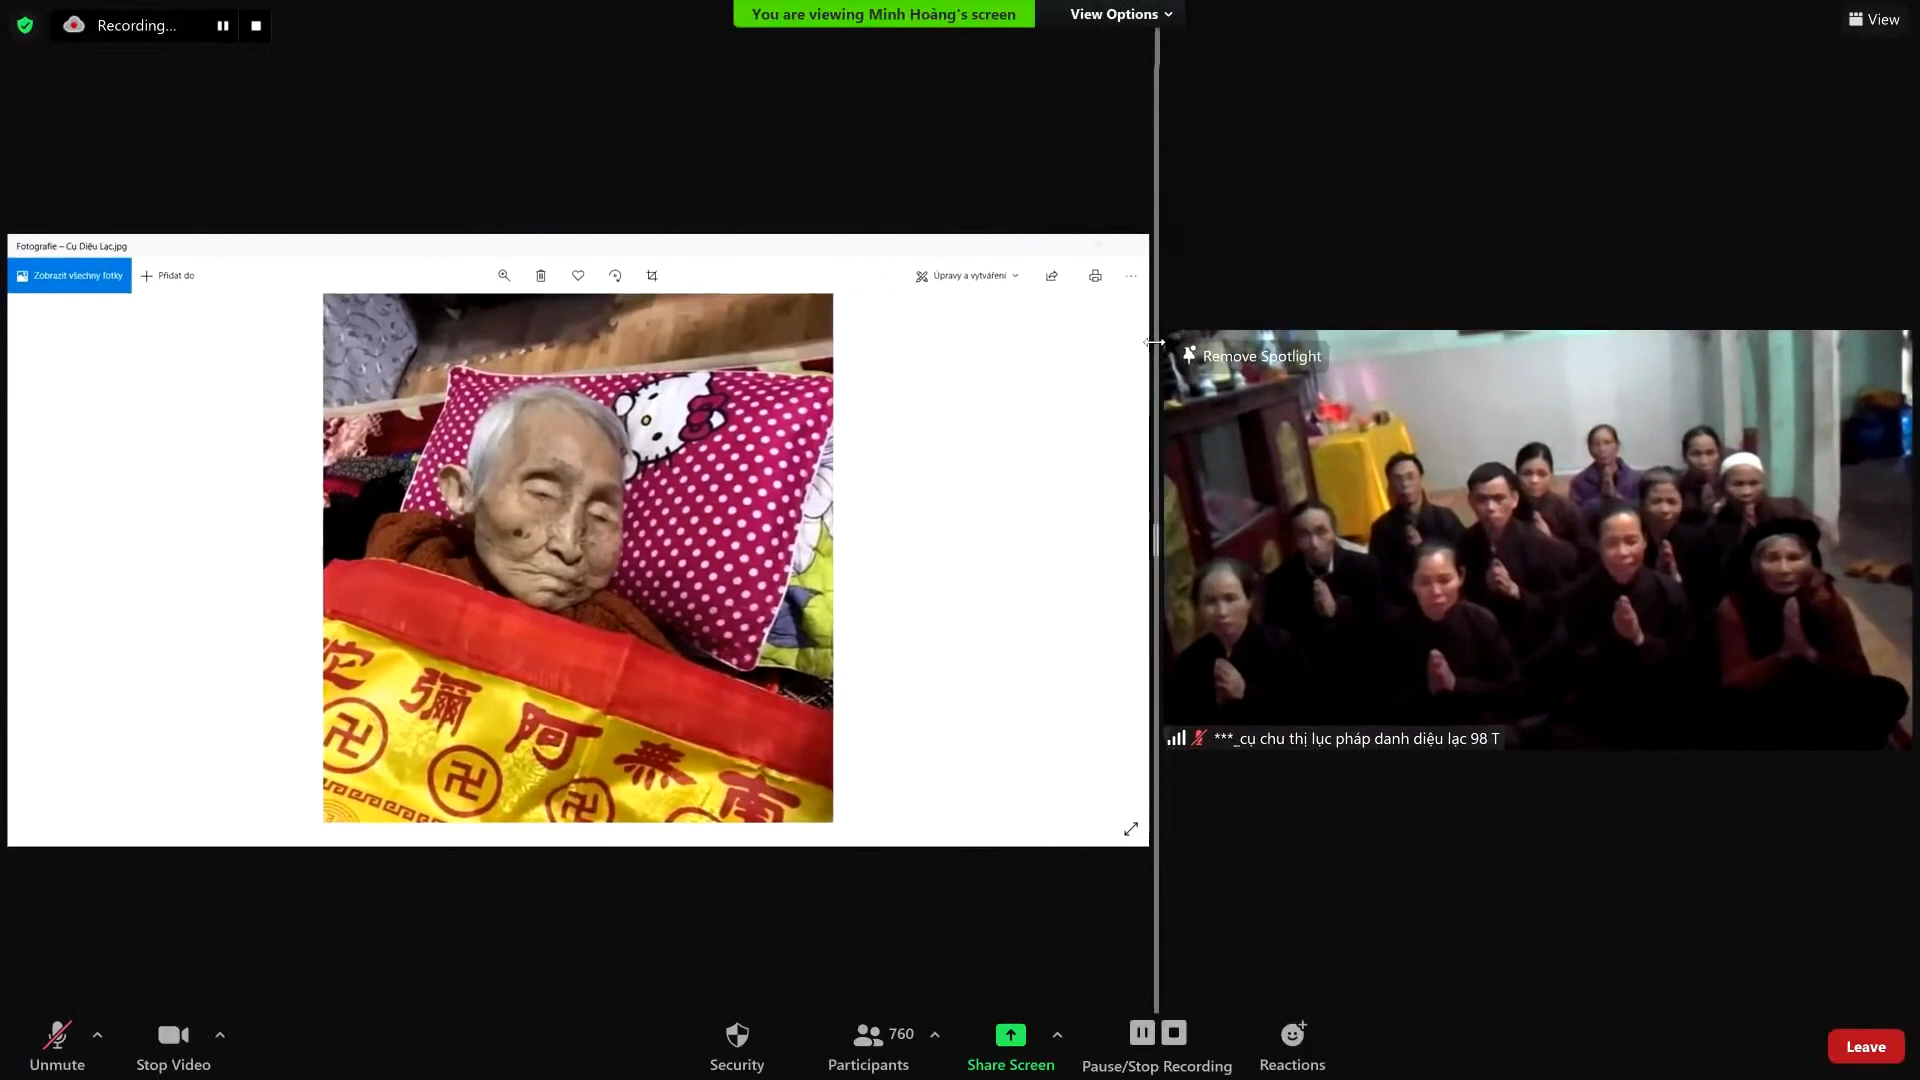 Recording...
You are viewing Minh Hoàng's screen
View Options
View
Fotografie – Cụ Diệu Lạc.jpg
Zobrazit všechny fotky
Přidat do
Úpravy a vytváření
Remove Spotlight
陀彌阿無南
***_cụ chu thị lục pháp danh diệu lạc 98 T
Unmute
Stop Video
Security
760
Participants
Share Screen
Pause/Stop Recording
Reactions
Leave